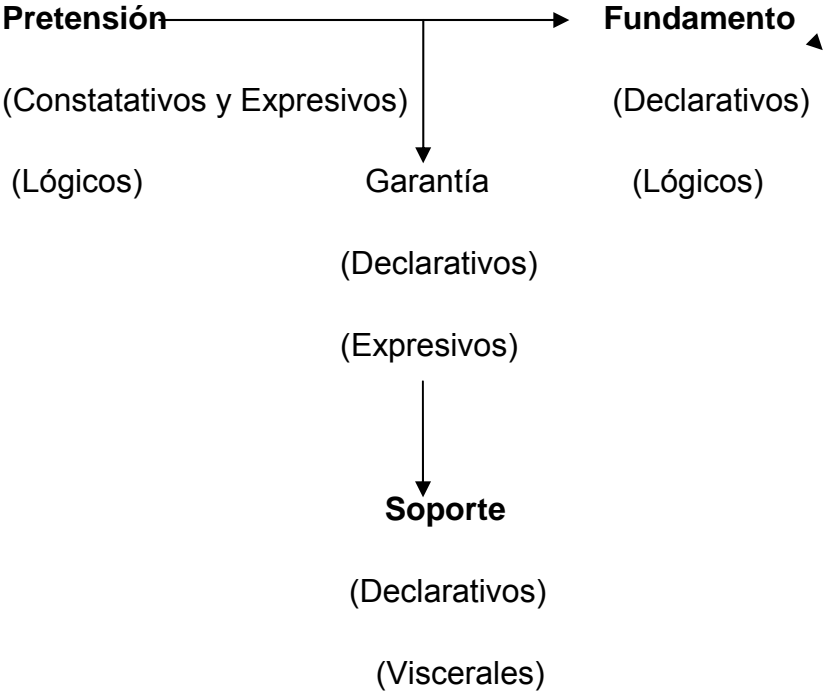 Pretensión Fundamento
(Constatativos y Expresivos) (Declarativos)
(Lógicos) Garantía (Lógicos)
(Declarativos)
(Expresivos)
Soporte
(Declarativos)
(Viscerales)